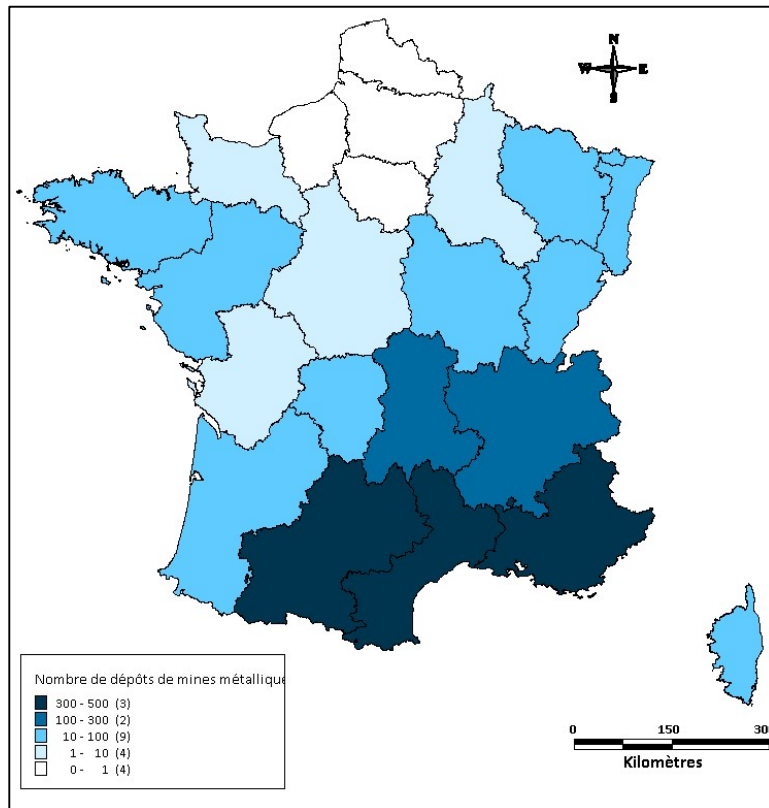 N
W E
S
Nombre de dépôts de mines métallique
300 - 500 (3)
100 - 300 (2)
10 - 100 (9)
1 - 10 (4)
0 - 1 (4)
0 150 300
Kilomètres